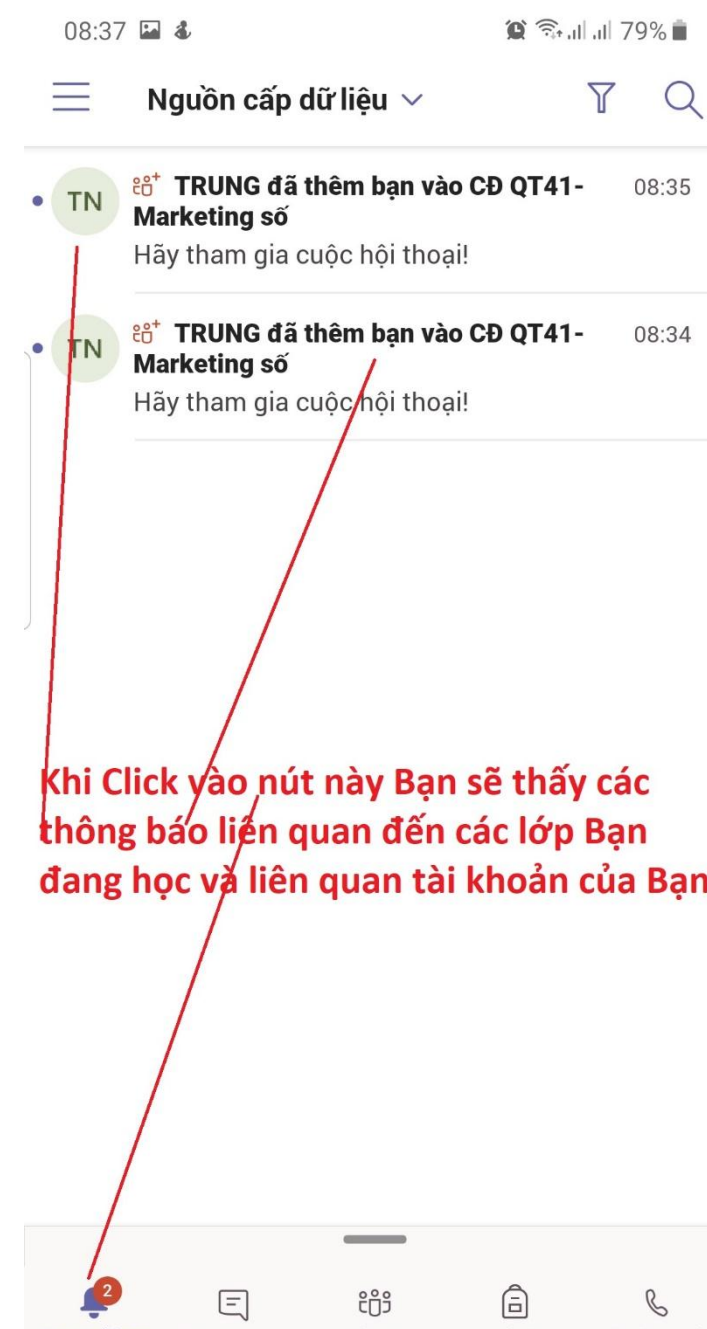 08:37 79%
Nguồn cấp dữ liệu
TN TRUNG đã thêm bạn vào CĐ QT41- 08:35
Marketing số
Hãy tham gia cuộc hội thoại!
TN TRUNG đã thêm bạn vào CĐ QT41- 08:34
Marketing số
Hãy tham gia cuộc hội thoại!
Khi Click vào nút này Bạn sẽ thấy các
thông báo liên quan đến các lớp Bạn
đang học và liên quan tài khoản của Bạn
2